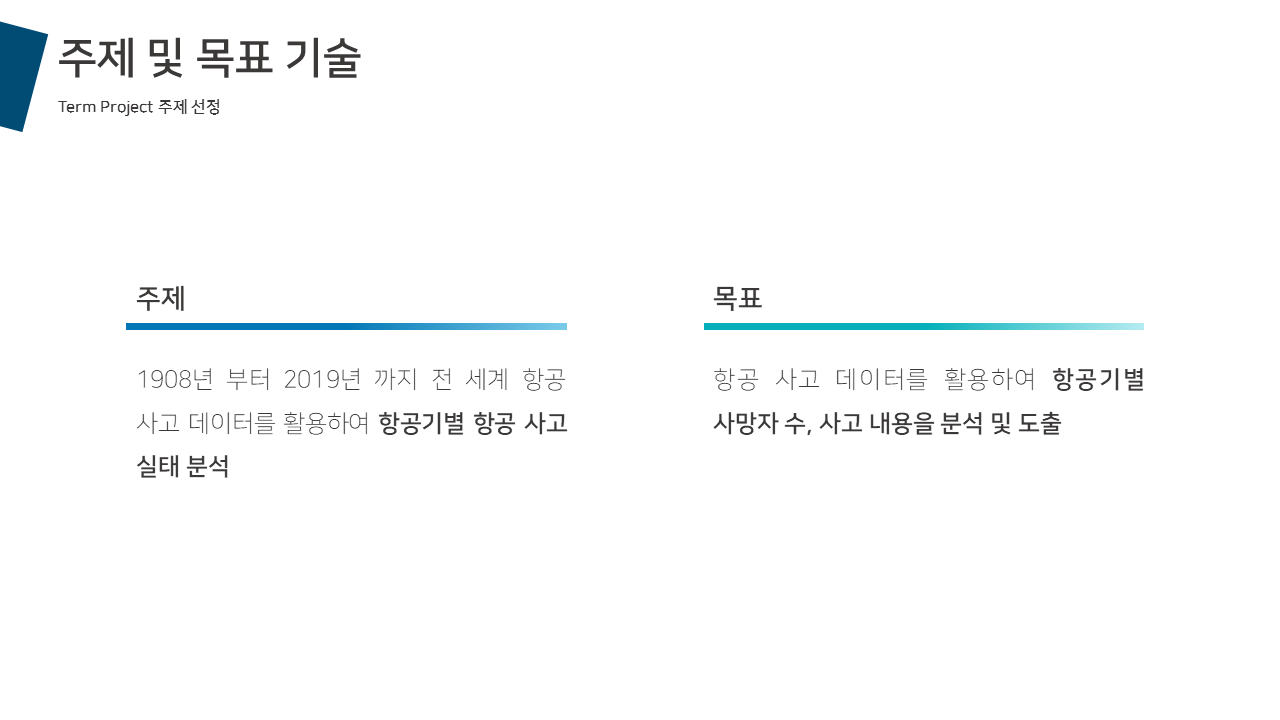 주제 및 목표 기술
Term Project 주제 선정
주제
1908년 부터 2019년 까지 전 세계 항공
사고 데이터를 활용하여 항공기별 항공 사고
실태 분석
목표
항공 사고 데이터를 활용하여 항공기별
사망자 수, 사고 내용을 분석 및 도출